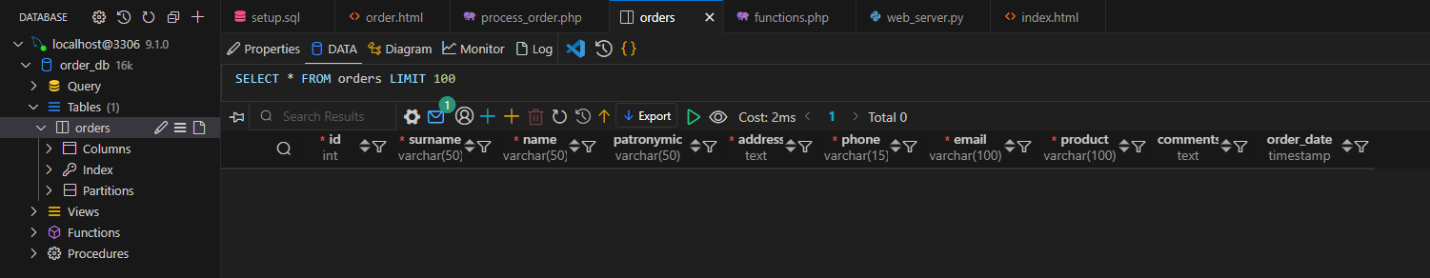 DATABASE
localhost@3306 9.1.0
order_db 16k
Query
Tables (1)
orders
Columns
Index
Partitions
Views
Functions
Procedures
setup.sql order.html process_order.php orders functions.php web_server.py index.html
Properties DATA Diagram Monitor Log
SELECT * FROM orders LIMIT 100
Search Results 1 Export Cost: 2ms 1 Total 0
* id * surname * name patronymic * address * phone * email * product comments order_date
int varchar(50) varchar(50) varchar(50) text varchar(15) varchar(100) varchar(100) text timestamp